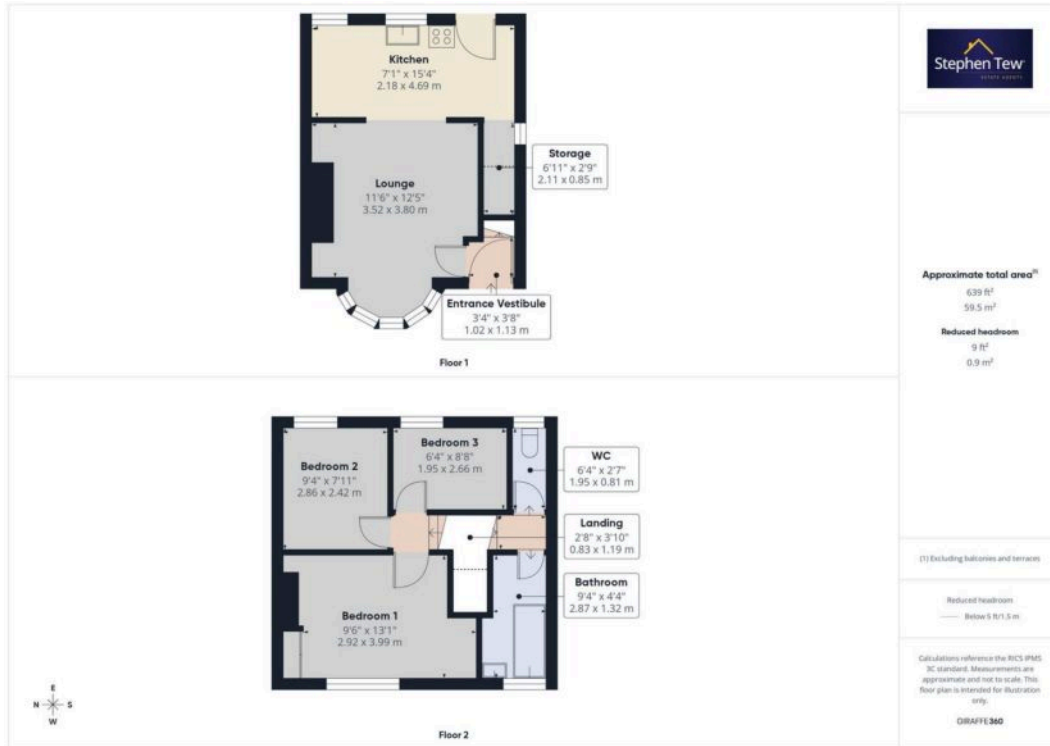 Kitchen
7'1" x 15'4"
2.18 x 4.69 m
Storage
6'11" x 2'9"
2.11 x 0.85 m
Lounge
11'6" x 12'5"
3.52 x 3.80 m
Entrance Vestibule
3'4" x 3'8"
1.02 x 1.13 m
Floor 1
Bedroom 3
6'4" x 8'8"
1.95 x 2.66 m
Bedroom 2
9'4" x 7'11"
2.86 x 2.42 m
WC
6'4" x 2'7"
1.95 x 0.81 m
Landing
2'8" x 3'10"
0.83 x 1.19 m
Bathroom
9'4" x 4'4"
2.87 x 1.32 m
Bedroom 1
9'6" x 13'1"
2.92 x 3.99 m
E
N S
W
Floor 2
Stephen Tew
ESTATE AGENTS
Approximate total area(1)
639 ft²
59.5 m²
Reduced headroom
9 ft²
0.9 m²
(1) Excluding balconies and terraces
Reduced headroom
Below 5 ft/1.5 m
Calculations reference the RICS IPMS
3C standard. Measurements are
approximate and not to scale. This
floor plan is intended for illustration
only.
GIRAFFE360